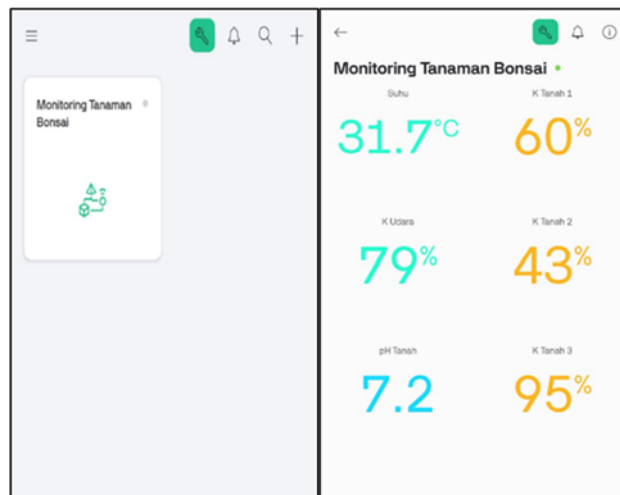 Monitoring Tanaman
Bonsai
Monitoring Tanaman Bonsai
Suhu
K Tanah 1
31.7°C
60%
K Udara
K Tanah 2
79%
43%
pH Tanah
K Tanah 3
7.2
95%